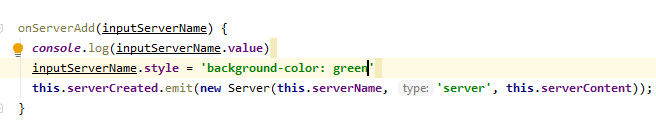 onServerAdd(inputServerName) {
console.log(inputServerName.value)
inputServerName.style = 'background-color: green'
this.serverCreated.emit(new Server(this.serverName, type: 'server', this.serverContent));
}